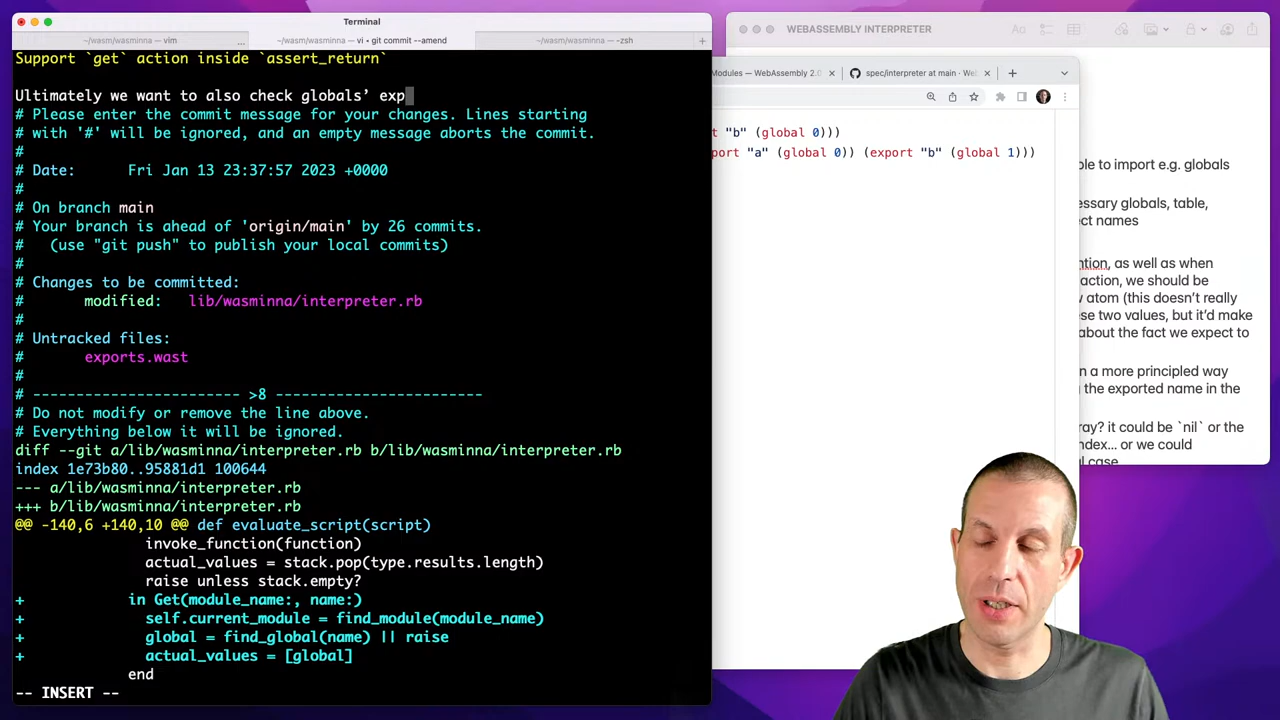 Terminal
~/wasm/wasminna — vim
...
~/wasm/wasminna — vi • git commit --amend
~/wasm/wasminna — -zsh
+
Support `get` action inside `assert_return`
Ultimately we want to also check globals’ exp
# Please enter the commit message for your changes. Lines starting
# with '#' will be ignored, and an empty message aborts the commit.
#
# Date:      Fri Jan 13 23:37:57 2023 +0000
#
# On branch main
# Your branch is ahead of 'origin/main' by 26 commits.
#   (use "git push" to publish your local commits)
#
# Changes to be committed:
#       modified:   lib/wasminna/interpreter.rb
#
# Untracked files:
#       exports.wast
#
# ------------------------ >8 ------------------------
# Do not modify or remove the line above.
# Everything below it will be ignored.
diff --git a/lib/wasminna/interpreter.rb b/lib/wasminna/interpreter.rb
index 1e73b80..95881d1 100644
--- a/lib/wasminna/interpreter.rb
+++ b/lib/wasminna/interpreter.rb
@@ -140,6 +140,10 @@ def evaluate_script(script)
               invoke_function(function)
               actual_values = stack.pop(type.results.length)
               raise unless stack.empty?
+            in Get(module_name:, name:)
+              self.current_module = find_module(module_name)
+              global = find_global(name) || raise
+              actual_values = [global]
             end
-- INSERT --
WEBASSEMBLY INTERPRETER
Aa
Modules — WebAssembly 2.0
spec/interpreter at main · We
t "b" (global 0)))
port "a" (global 0)) (export "b" (global 1)))
ble to import e.g. globals
essary globals, table,
ect names
ntion, as well as when
action, we should be
w atom (this doesn’t really
ese two values, but it’d make
about the fact we expect to
n a more principled way
g the exported name in the
ray? it could be `nil` or the
ndex... or we could
al case